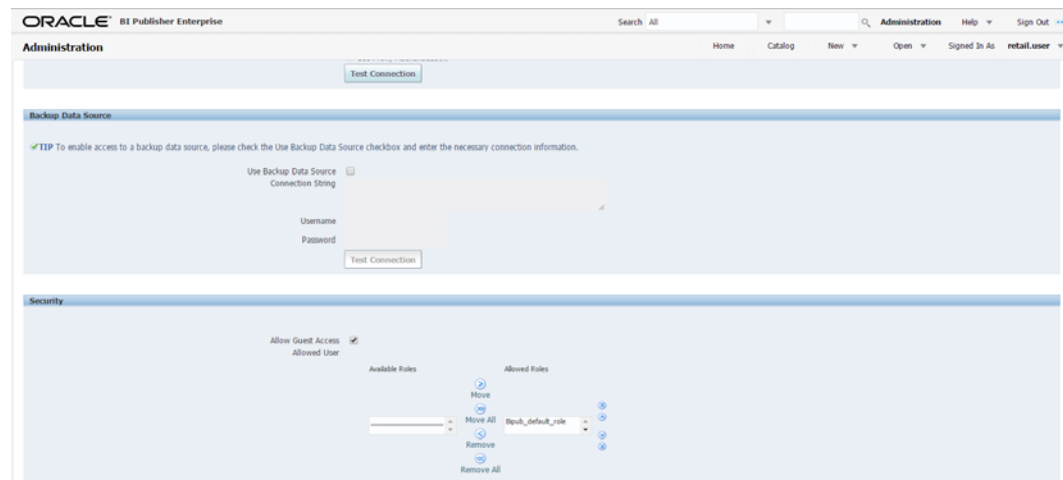 ORACLE BI Publisher Enterprise Search All Administration Help Sign Out
Administration Home Catalog New Open Signed In As retail.user
Test Connection
Backup Data Source
TIP To enable access to a backup data source, please check the Use Backup Data Source checkbox and enter the necessary connection information.
Use Backup Data Source
Connection String
Username
Password
Test Connection
Security
Allow Guest Access
Allowed User
Available Roles Allowed Roles
Move
Move All Bipub_default_role
Remove
Remove All